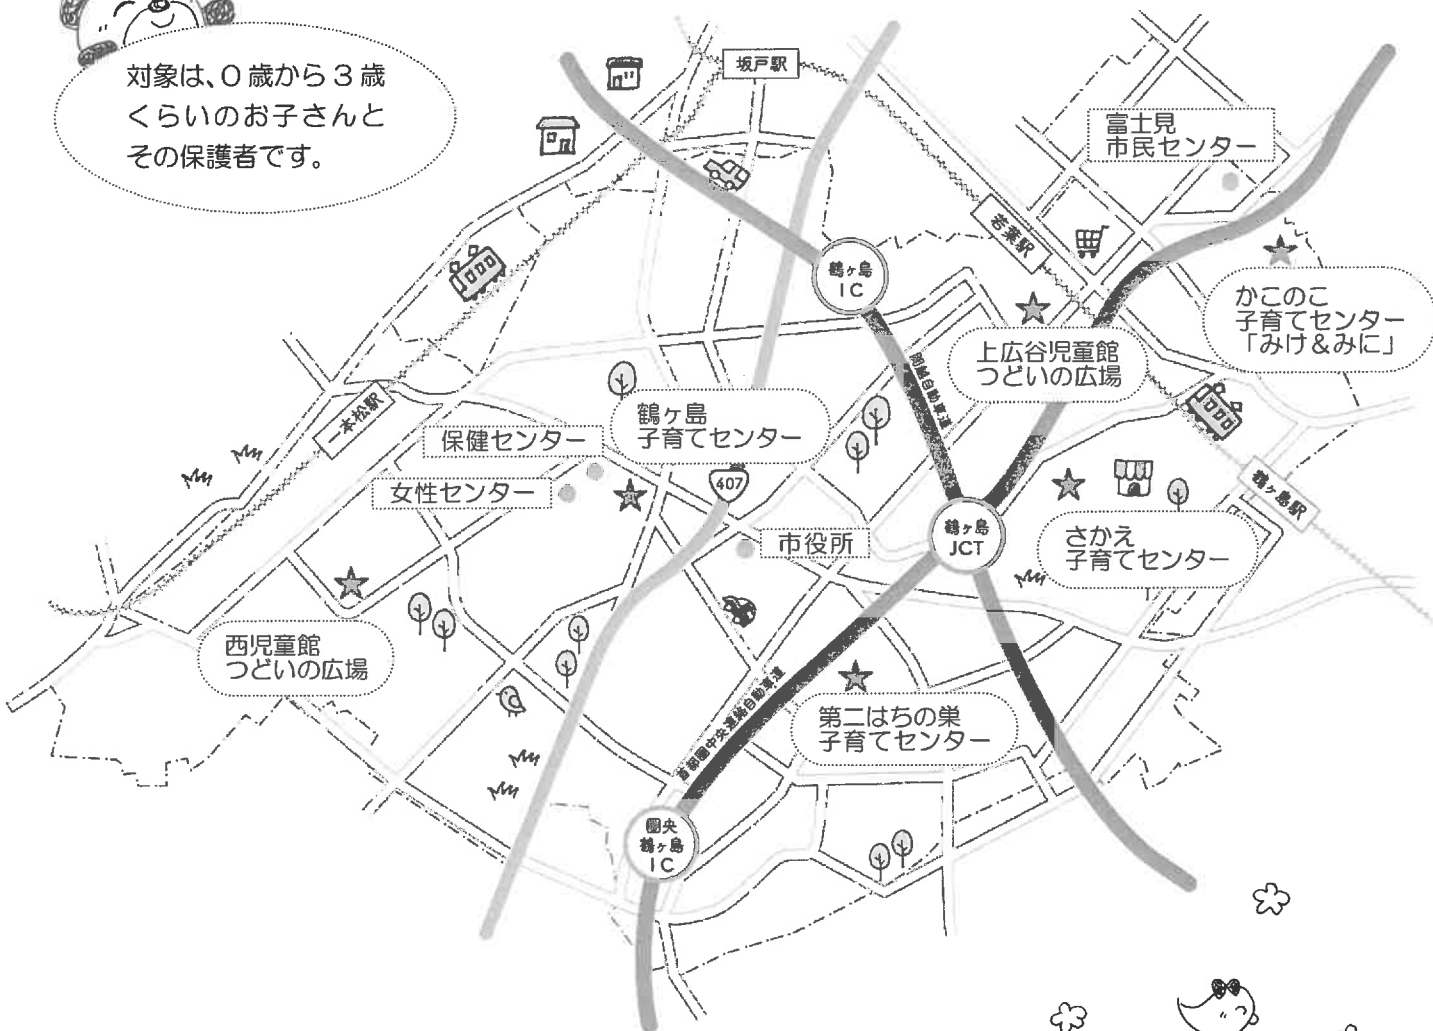 対象は、0歳から3歳
くらいのお子さんと
その保護者です。
坂戸駅
富士見
市民センター
若葉駅
鶴ヶ島
IC
かこのこ
子育てセンター
「みけ&みに」
上広谷児童館
つどいの広場
関越自動車道
一本松駅
鶴ヶ島
子育てセンター
保健センター
女性センター
407
鶴ヶ島駅
市役所
鶴ヶ島
JCT
さかえ
子育てセンター
西児童館
つどいの広場
首都圏中央連絡自動車道
第二はちの巣
子育てセンター
圏央
鶴ヶ島
IC